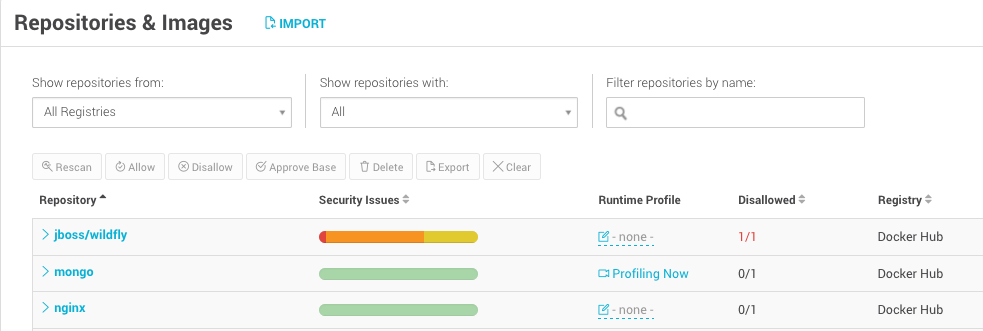 Repositories & Images IMPORT
Show repositories from: Show repositories with: Filter repositories by name:
All Registries All
Rescan Allow Disallow Approve Base Delete Export Clear
Repository Security Issues Runtime Profile Disallowed Registry
jboss/wildfly - none - 1/1 Docker Hub
mongo Profiling Now 0/1 Docker Hub
nginx - none - 0/1 Docker Hub